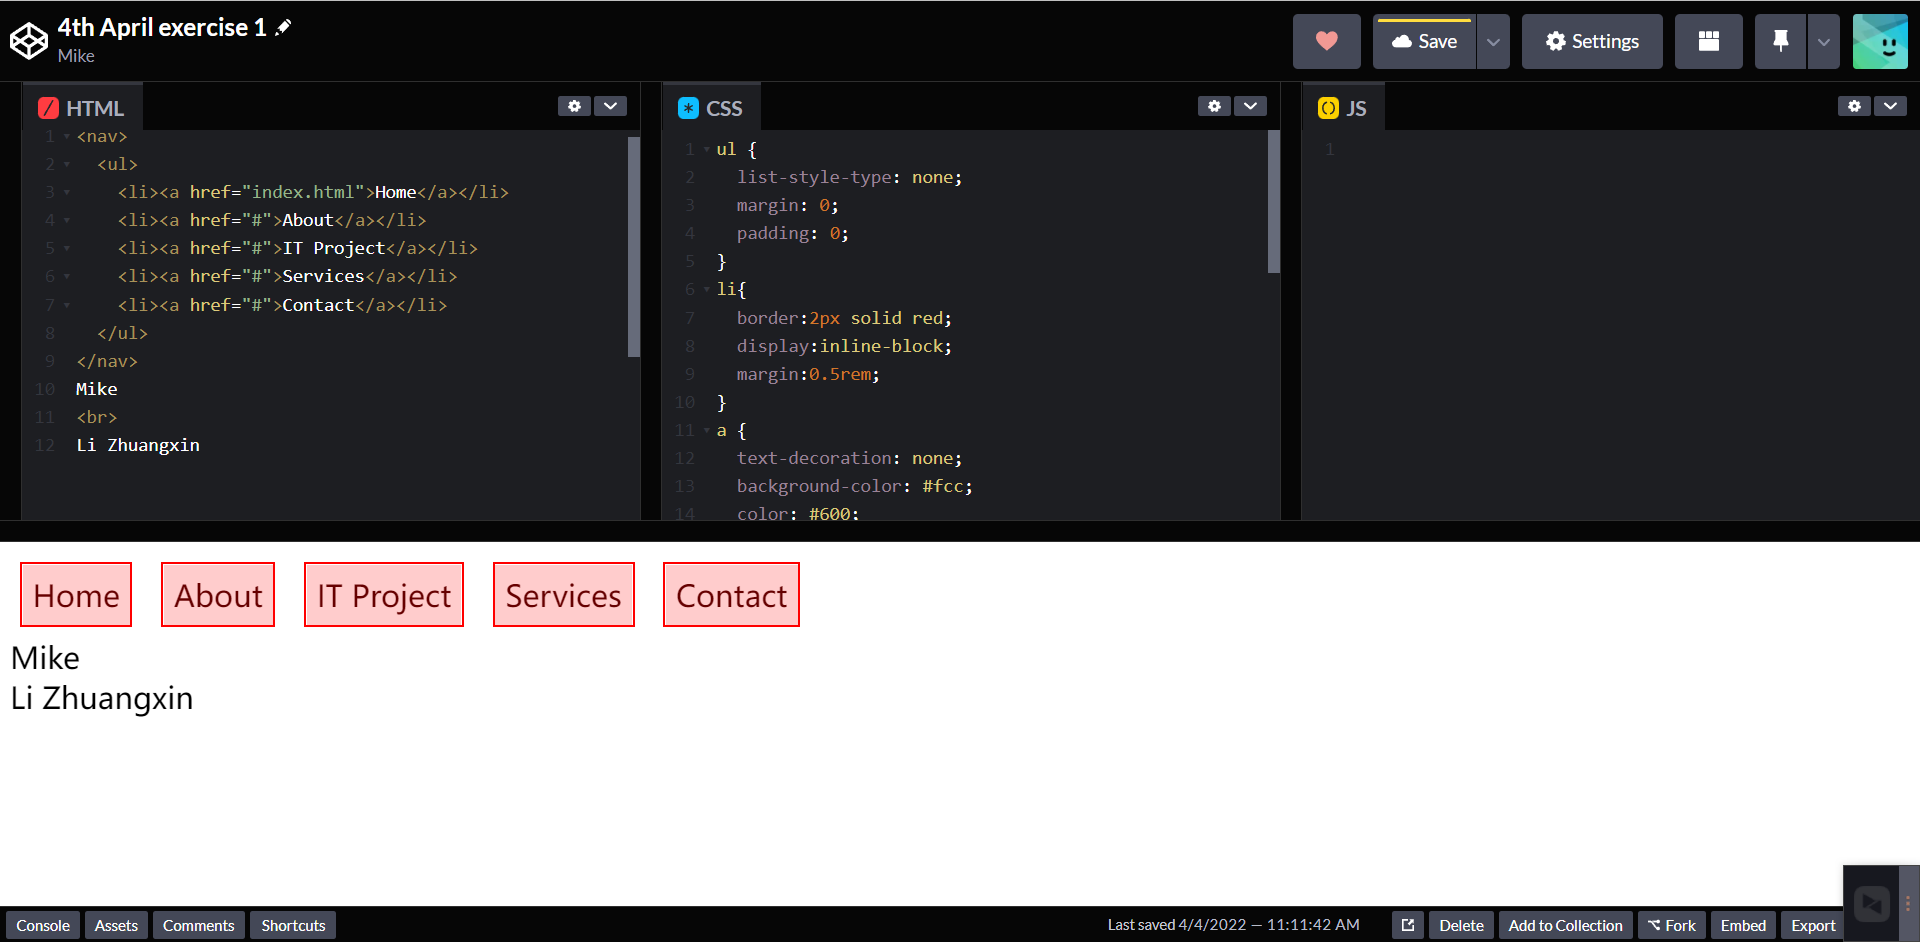 4th April exercise 1
Mike
Save
Settings
HTML
1 <nav>
2 <ul>
3 <li><a href="index.html">Home</a></li>
4 <li><a href="#">About</a></li>
5 <li><a href="#">IT Project</a></li>
6 <li><a href="#">Services</a></li>
7 <li><a href="#">Contact</a></li>
8 </ul>
9 </nav>
10 Mike
11 <br>
12 Li Zhuangxin
CSS
1 ul {
2 list-style-type: none;
3 margin: 0;
4 padding: 0;
5 }
6 li{
7 border:2px solid red;
8 display:inline-block;
9 margin:0.5rem;
10 }
11 a {
12 text-decoration: none;
13 background-color: #fcc;
14 color: #600;
JS
1
Home About IT Project Services Contact
Mike
Li Zhuangxin
Console Assets Comments Shortcuts Last saved 4/4/2022 — 11:11:42 AM Delete Add to Collection Fork Embed Export